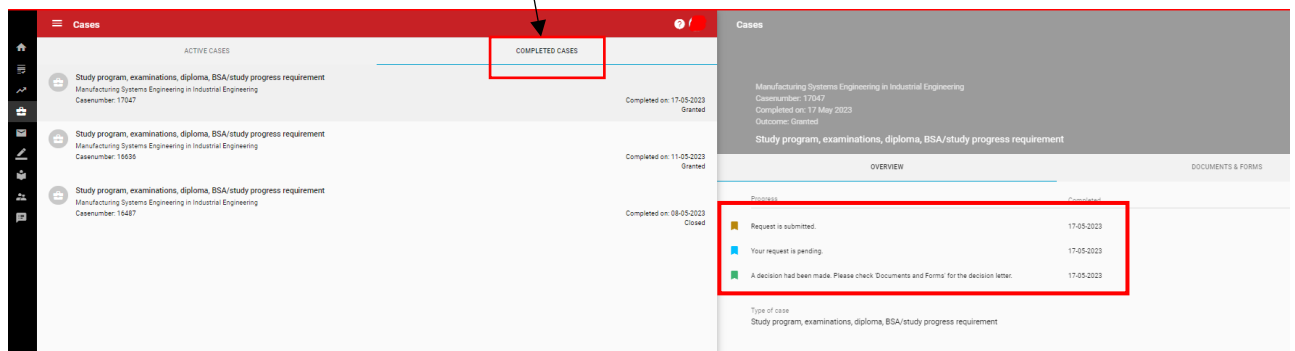 Cases
ACTIVE CASES
COMPLETED CASES
Study program, examinations, diploma, BSA/study progress requirement
Manufacturing Systems Engineering in Industrial Engineering
Casenumber: 17047
Completed on: 17-05-2023
Granted
Study program, examinations, diploma, BSA/study progress requirement
Manufacturing Systems Engineering in Industrial Engineering
Casenumber: 16636
Completed on: 11-05-2023
Granted
Study program, examinations, diploma, BSA/study progress requirement
Manufacturing Systems Engineering in Industrial Engineering
Casenumber: 16487
Completed on: 08-05-2023
Closed
Cases
Manufacturing Systems Engineering in Industrial Engineering
Casenumber: 17047
Completed on: 17 May 2023
Outcome: Granted
Study program, examinations, diploma, BSA/study progress requirement
OVERVIEW
DOCUMENTS & FORMS
Progress Completed
Request is submitted. 17-05-2023
Your request is pending. 17-05-2023
A decision had been made. Please check 'Documents and Forms' for the decision letter. 17-05-2023
Type of case
Study program, examinations, diploma, BSA/study progress requirement